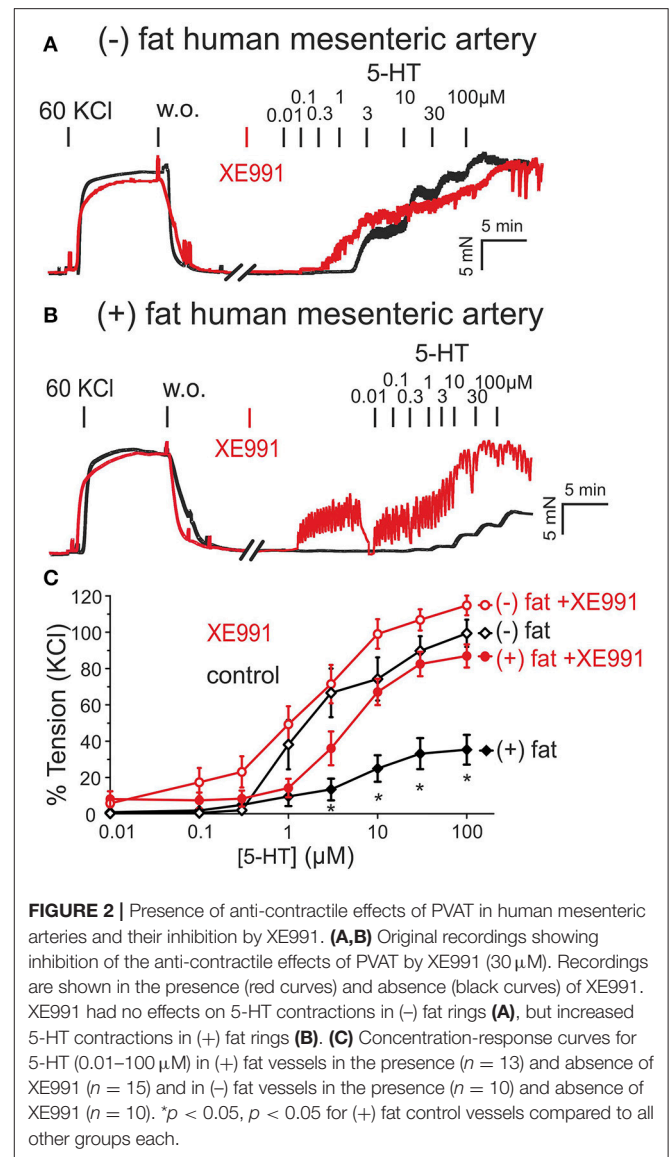 A (-) fat human mesenteric artery
5-HT
60 KCl w.o. XE991 0.01 0.1 0.3 1 3 10 30 100µM
5 mN 5 min
B (+) fat human mesenteric artery
5-HT
60 KCl w.o. XE991 0.01 0.1 0.3 1 3 10 30 100µM
5 mN 5 min
C
% Tension (KCl)
120
100
80
60
40
20
0
XE991
control
(-) fat +XE991
(-) fat
(+) fat +XE991
(+) fat
* * * *
0.01 0.1 1 10 100
[5-HT] (µM)
FIGURE 2 | Presence of anti-contractile effects of PVAT in human mesenteric
arteries and their inhibition by XE991. (A,B) Original recordings showing
inhibition of the anti-contractile effects of PVAT by XE991 (30 µM). Recordings
are shown in the presence (red curves) and absence (black curves) of XE991.
XE991 had no effects on 5-HT contractions in (–) fat rings (A), but increased
5-HT contractions in (+) fat rings (B). (C) Concentration-response curves for
5-HT (0.01–100 µM) in (+) fat vessels in the presence (n = 13) and absence of
XE991 (n = 15) and in (–) fat vessels in the presence (n = 10) and absence of
XE991 (n = 10). *p < 0.05, p < 0.05 for (+) fat control vessels compared to all
other groups each.